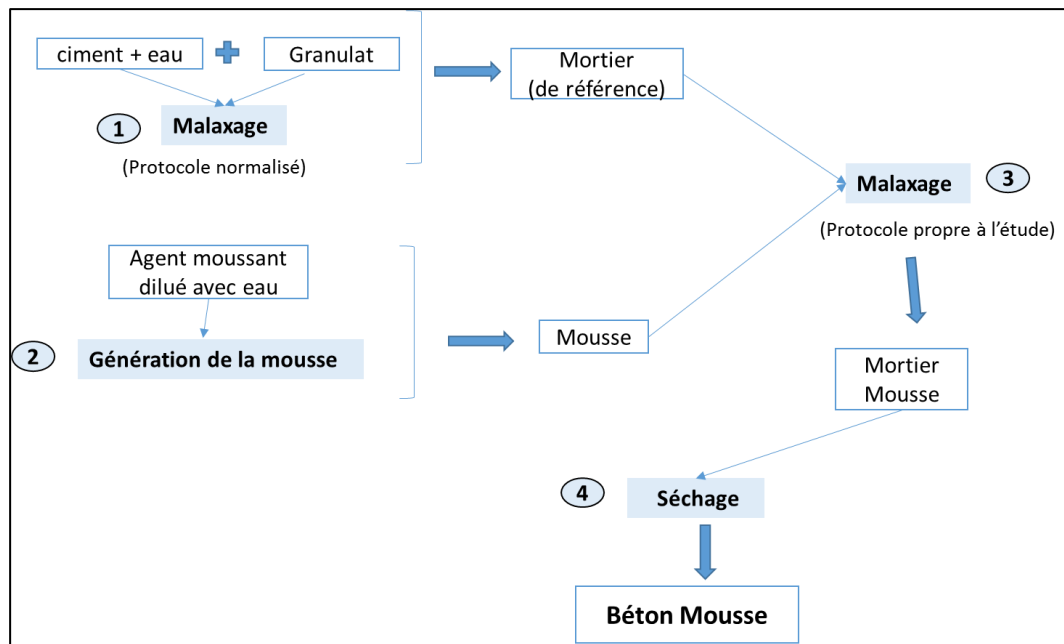 ciment + eau
Granulat
1
Malaxage
(Protocole normalisé)
Mortier
(de référence)
Agent moussant
dilué avec eau
2
Génération de la mousse
Mousse
Malaxage
3
(Protocole propre à l'étude)
Mortier
Mousse
4
Séchage
Béton Mousse